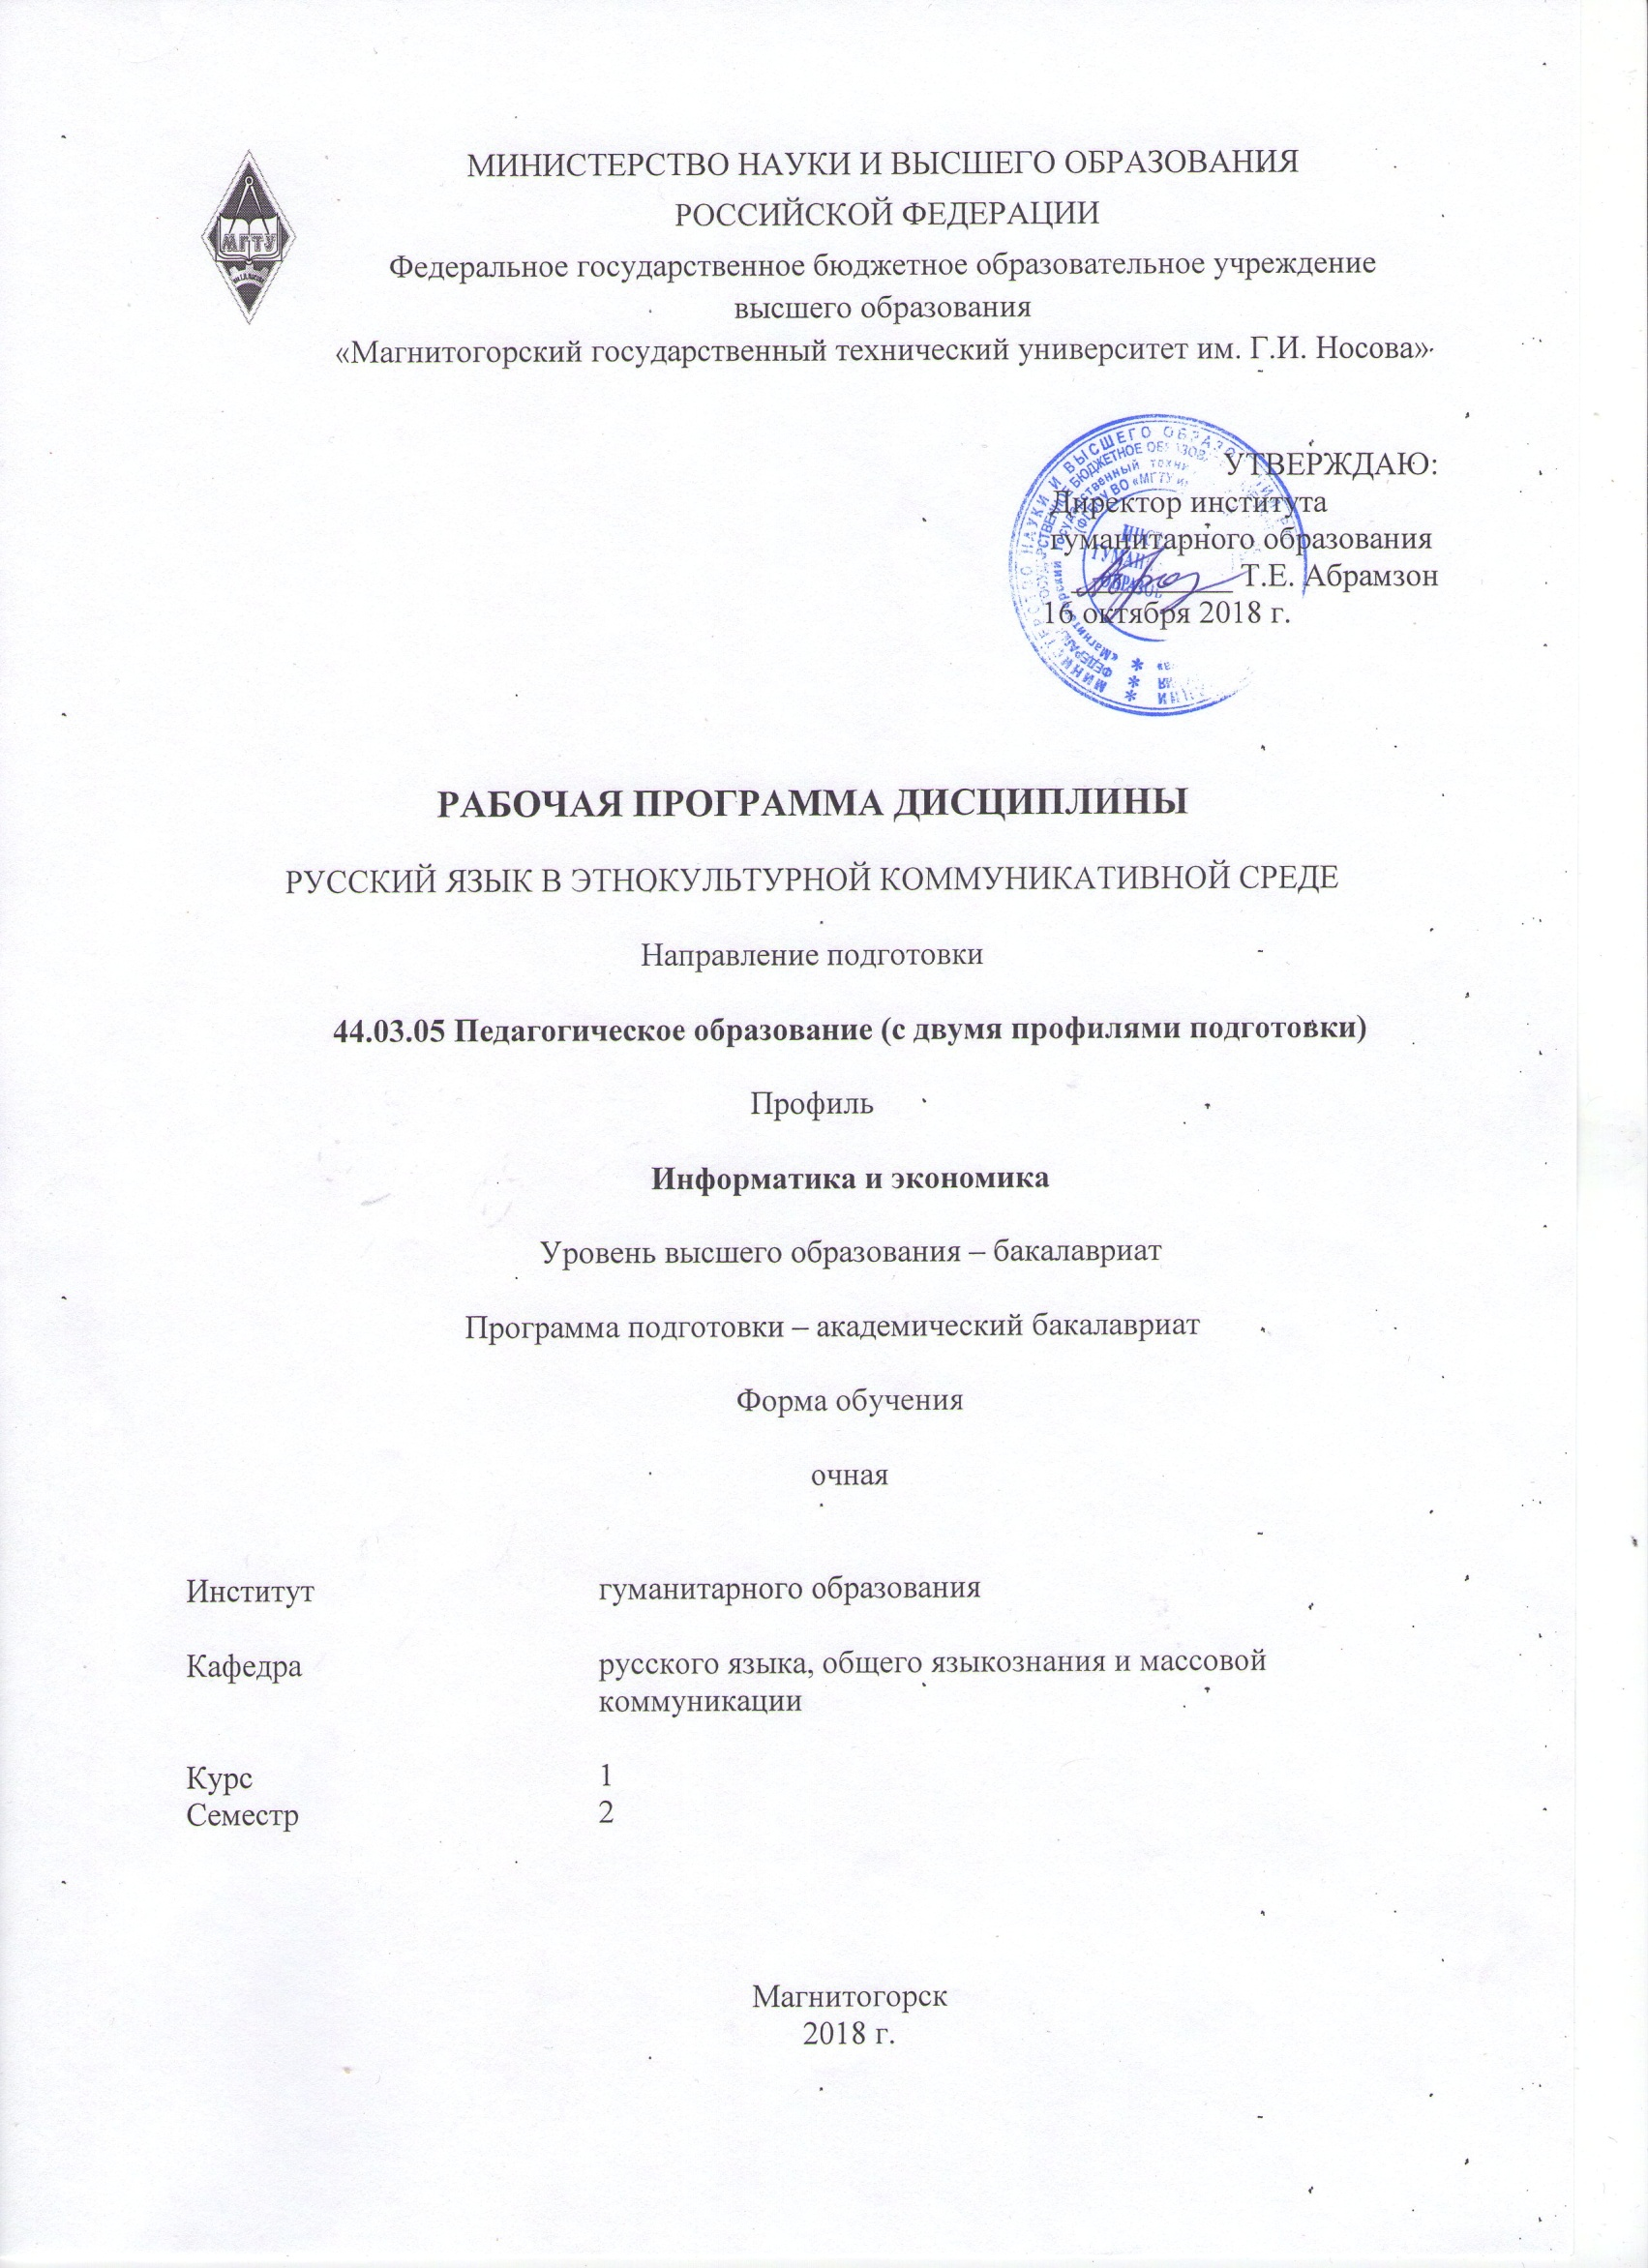 МИНИСТЕРСТВО НАУКИ И ВЫСШЕГО ОБРАЗОВАНИЯ
РОССИЙСКОЙ ФЕДЕРАЦИИ
Федеральное государственное бюджетное образовательное учреждение
высшего образования
«Магнитогорский государственный технический университет им. Г.И. Носова»
МГТУ
УТВЕРЖДАЮ:
Директор института
гуманитарного образования
Т.Е. Абрамзон
16 октября 2018 г.
РАБОЧАЯ ПРОГРАММА ДИСЦИПЛИНЫ
РУССКИЙ ЯЗЫК В ЭТНОКУЛЬТУРНОЙ КОММУНИКАТИВНОЙ СРЕДЕ
Направление подготовки
44.03.05 Педагогическое образование (с двумя профилями подготовки)
Профиль
Информатика и экономика
Уровень высшего образования – бакалавриат
Программа подготовки – академический бакалавриат
Форма обучения
очная
Институт гуманитарного образования
Кафедра русского языка, общего языкознания и массовой
коммуникации
Курс 1
Семестр 2
Магнитогорск
2018 г.